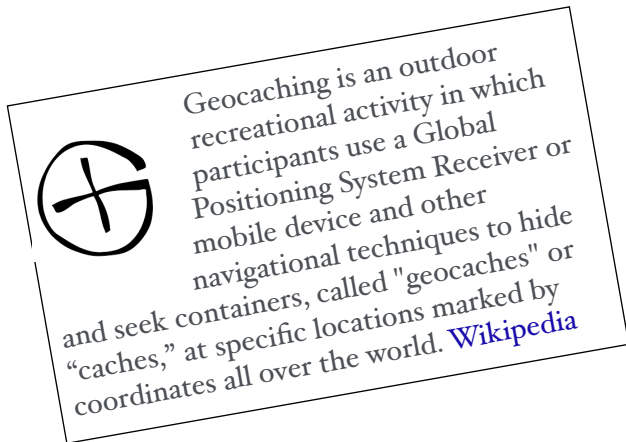 Geocaching is an outdoor
recreational activity in which
participants use a Global
Positioning System Receiver or
mobile device and other
navigational techniques to hide
and seek containers, called "geocaches" or
“caches,” at specific locations marked by
coordinates all over the world. Wikipedia